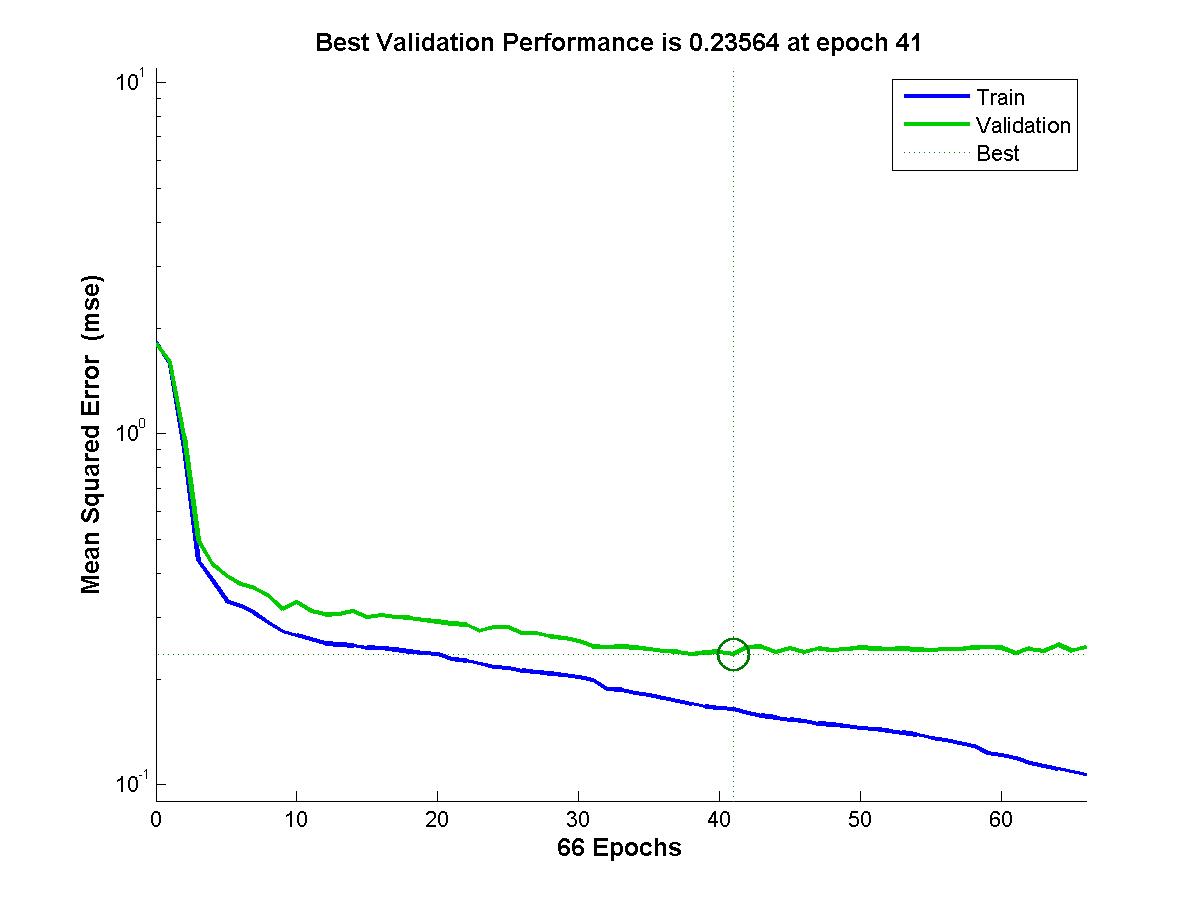 Best Validation Performance is 0.23564 at epoch 41
Train
Validation
Best
10^1
10^0
10^-1
Mean Squared Error (mse)
0 10 20 30 40 50 60
66 Epochs